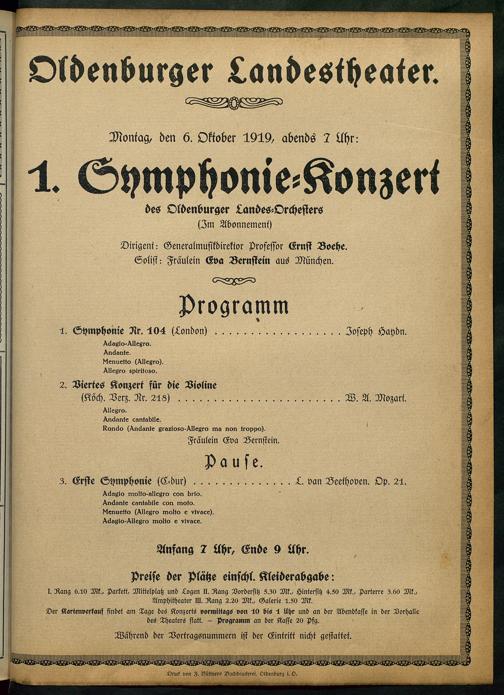 Oldenburger Landestheater.
Montag, den 6. Oktober 1919, abends 7 Uhr:
1. Symphonie-Konzert
des Oldenburger Landes-Orchesters
(Im Abonnement)
Dirigent: Generalmusikdirektor Professor Ernst Boehe.
Solist: Fräulein Eva Bernstein aus München.
Programm
1. Symphonie Nr. 104 (London) . . . . . . . . . . . . . . . . . . Joseph Haydn.
Adagio-Allegro.
Andante.
Menuetto (Allegro).
Allegro spiritoso.
2. Viertes Konzert für die Violine
(Köch. Verz. Nr. 218) . . . . . . . . . . . . . . . . . . . . . . . W. A. Mozart.
Allegro.
Andante cantabile.
Rondo (Andante grazioso-Allegro ma non troppo).
Fräulein Eva Bernstein.
Pause.
3. Erste Symphonie (C-dur) . . . . . . . . . . . . . . L. van Beethoven. Op. 21.
Adagio molto-allegro con brio.
Andante cantabile con moto.
Menuetto (Allegro molto e vivace).
Adagio-Allegro molto e vivace.
Anfang 7 Uhr, Ende 9 Uhr.
Preise der Plätze einschl. Kleiderabgabe:
I. Rang 6.10 Mk., Parkett, Mittelplatz und Logen II. Rang Vordersitz 5.30 Mk., Hintersitz 4.50 Mk., Parterre 3.60 Mk.,
Amphitheater III. Rang 2.20 Mk., Galerie 1.30 Mk.
Der Kartenverkauf findet am Tage des Konzerts vormittags von 10 bis 1 Uhr und an der Abendkasse in der Vorhalle
des Theaters statt. — Programm an der Kasse 20 Pfg.
Während der Vortragsnummern ist der Eintritt nicht gestattet.
Druck von F. Büttners Buchdruckerei, Oldenburg i. O.